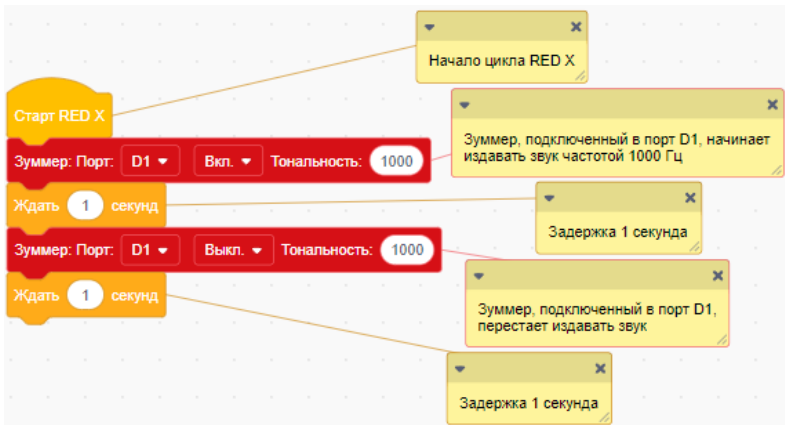 Начало цикла RED X
Старт RED X
Зуммер: Порт: D1 Вкл. Тональность: 1000
Зуммер, подключенный в порт D1, начинает
издавать звук частотой 1000 Гц
Ждать 1 секунд
Задержка 1 секунда
Зуммер: Порт: D1 Выкл. Тональность: 1000
Зуммер, подключенный в порт D1,
перестает издавать звук
Ждать 1 секунд
Задержка 1 секунда